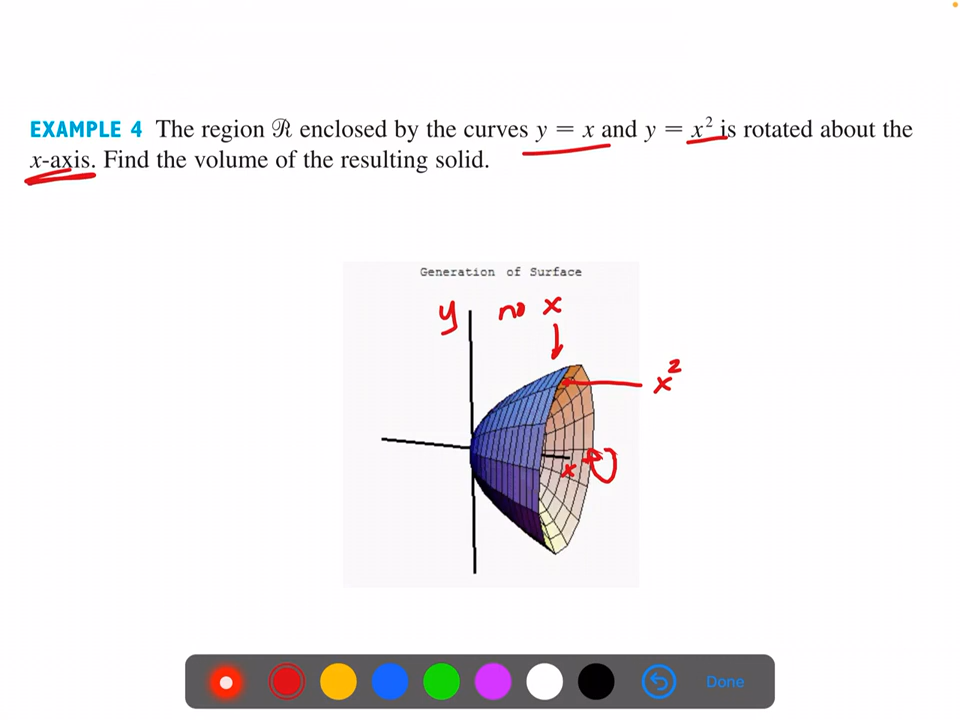 EXAMPLE 4 The region ℛ enclosed by the curves y = x and y = x² is rotated about the
x-axis. Find the volume of the resulting solid.
Generation of Surface
y no x
x²
x
Done